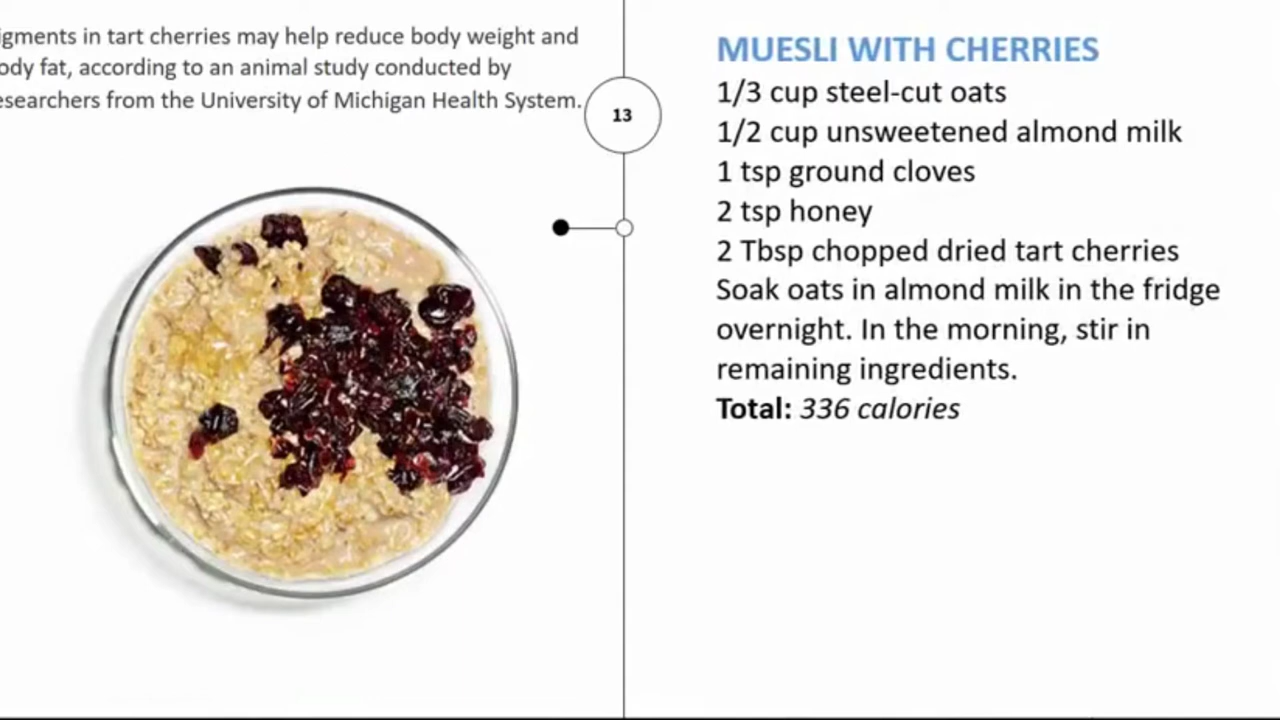 in tart cherries may help reduce body weight and
fat, according to an animal study conducted by
from the University of Michigan Health System.
13
MUESLI WITH CHERRIES
1/3 cup steel-cut oats
1/2 cup unsweetened almond milk
1 tsp ground cloves
2 tsp honey
2 Tbsp chopped dried tart cherries
Soak oats in almond milk in the fridge
overnight. In the morning, stir in
remaining ingredients.
Total: 336 calories